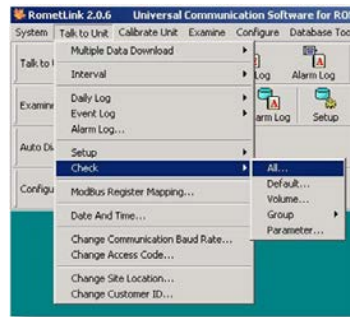 RometLink 2.0.6 Universal Communication Software for RO
System Talk to Unit Calibrate Unit Examine Configure Database Too
Talk to
Multiple Data Download
Interval
Log
Alarm Log
Examine
Daily Log
Event Log
Alarm Log...
arm Log
Setup
Auto Di
Setup
Check
All...
Configu
Default...
Volume...
Group
Parameter...
ModBus Register Mapping...
Date And Time...
Change Communication Baud Rate...
Change Access Code...
Change Site Location...
Change Customer ID...